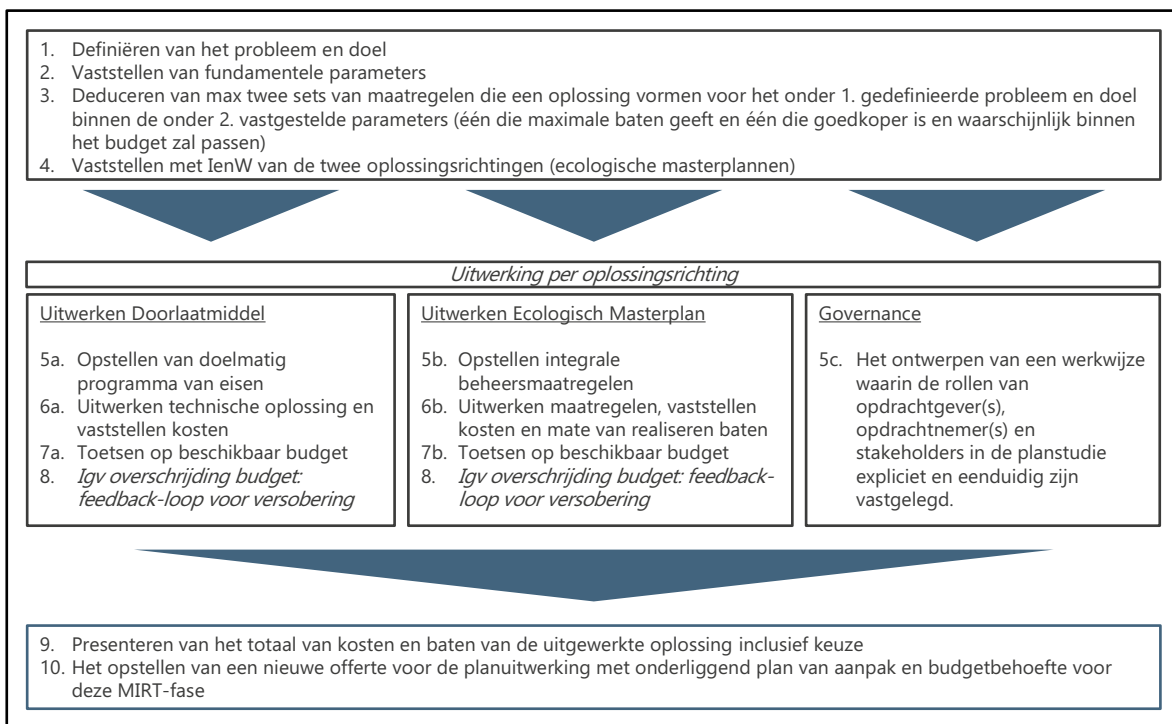 1. Definiëren van het probleem en doel
2. Vaststellen van fundamentele parameters
3. Deduceren van max twee sets van maatregelen die een oplossing vormen voor het onder 1. gedefinieerde probleem en doel
binnen de onder 2. vastgestelde parameters (één die maximale baten geeft en één die goedkoper is en waarschijnlijk binnen
het budget zal passen)
4. Vaststellen met IenW van de twee oplossingsrichtingen (ecologische masterplannen)
Uitwerking per oplossingsrichting
Uitwerken Doorlaatmiddel
5a. Opstellen van doelmatig
programma van eisen
6a. Uitwerken technische oplossing en
vaststellen kosten
7a. Toetsen op beschikbaar budget
8. Igv overschrijding budget:
feedback-loop voor versobering
Uitwerken Ecologisch Masterplan
5b. Opstellen integrale
beheersmaatregelen
6b. Uitwerken maatregelen, vaststellen
kosten en mate van realiseren baten
7b. Toetsen op beschikbaar budget
8. Igv overschrijding budget: feedback-
loop voor versobering
Governance
5c. Het ontwerpen van een werkwijze
waarin de rollen van
opdrachtgever(s),
opdrachtnemer(s) en
stakeholders in de planstudie
expliciet en eenduidig zijn
vastgelegd.
9. Presenteren van het totaal van kosten en baten van de uitgewerkte oplossing inclusief keuze
10. Het opstellen van een nieuwe offerte voor de planuitwerking met onderliggend plan van aanpak en budgetbehoefte voor
deze MIRT-fase